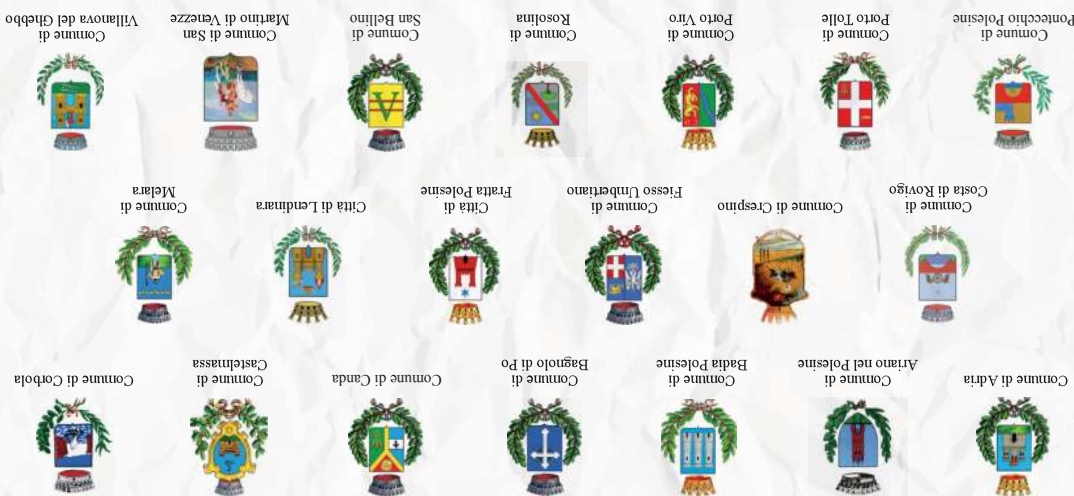 Comune di Adria
Comune di
Ariano nel Polesine
Comune di
Badia Polesine
Comune di
Bagnolo di Po
Comune di Canda
Comune di
Castelmassa
Comune di Corbola
Comune di
Costa di Rovigo
Comune di Crespino
Comune di
Fiesso Umbertiano
Città di
Fratta Polesine
Città di Lendinara
Comune di
Melara
Comune di
Pontecchio Polesine
Comune di
Porto Tolle
Comune di
Porto Viro
Comune di
Rosolina
V
Comune di
San Bellino
Comune di San
Martino di Venezze
Comune di
Villanova del Ghebbo